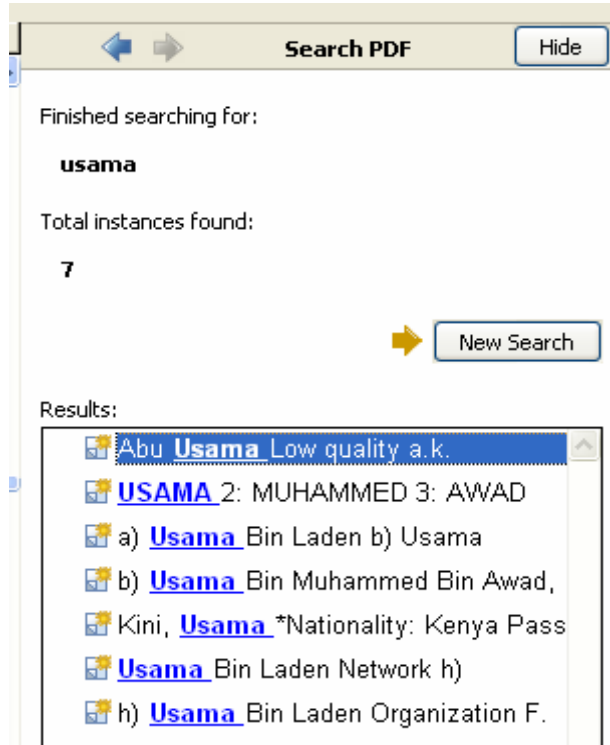 Search PDF Hide
Finished searching for:
usama
Total instances found:
7
New Search
Results:
Abu Usama Low quality a.k.
USAMA 2: MUHAMMED 3: AWAD
a) Usama Bin Laden b) Usama
b) Usama Bin Muhammed Bin Awad,
Kini, Usama *Nationality: Kenya Pass
Usama Bin Laden Network h)
h) Usama Bin Laden Organization F.